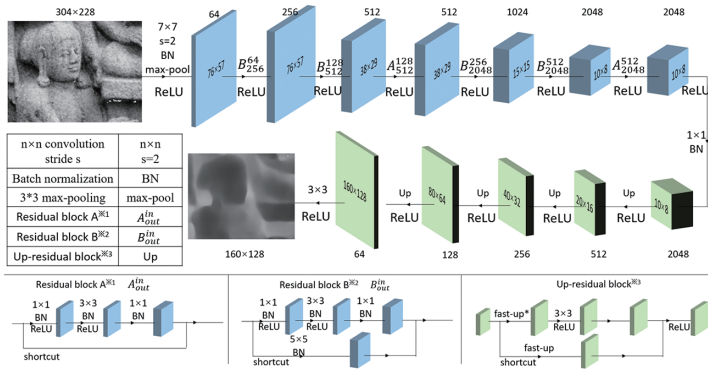 304×228
64
256
512
512
1024
2048
2048
7×7
s=2
BN
max-pool
ReLU
76×57
B^{64}_{256}
ReLU
76×57
B^{128}_{512}
ReLU
38×29
A^{128}_{512}
ReLU
38×29
B^{256}_{2048}
ReLU
15×15
B^{512}_{2048}
ReLU
10×8
A^{512}_{2048}
ReLU
10×8
1×1
BN
n×n convolution n×n
stride s s=2
Batch normalization BN
3*3 max-pooling max-pool
Residual block A※1 A^{in}_{out}
Residual block B※2 B^{in}_{out}
Up-residual block※3 Up
3×3
ReLU
160×128
Up
ReLU
80×64
Up
ReLU
40×32
Up
ReLU
20×16
Up
ReLU
10×8
160×128
64
128
256
512
2048
Residual block A※1 A^{in}_{out}
1×1
BN
ReLU
3×3
BN
ReLU
1×1
BN
ReLU
shortcut
Residual block B※2 B^{in}_{out}
1×1
BN
ReLU
3×3
BN
ReLU
1×1
BN
ReLU
5×5
BN
shortcut
Up-residual block※3
fast-up*
ReLU
3×3
ReLU
ReLU
fast-up
shortcut